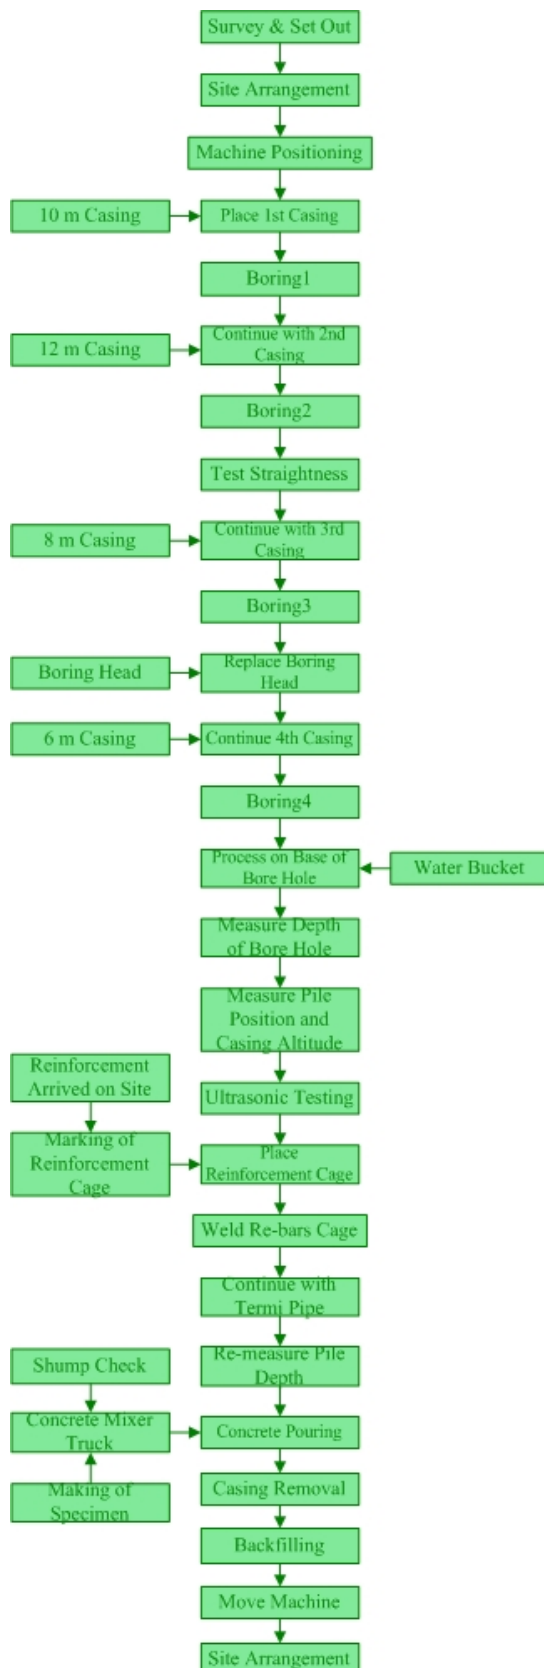 Survey & Set Out
Site Arrangement
Machine Positioning
10 m Casing
Place 1st Casing
Boring1
12 m Casing
Continue with 2nd
Casing
Boring2
Test Straightness
8 m Casing
Continue with 3rd
Casing
Boring3
Boring Head
Replace Boring
Head
6 m Casing
Continue 4th Casing
Boring4
Process on Base of
Bore Hole
Water Bucket
Measure Depth
of Bore Hole
Measure Pile
Position and
Casing Altitude
Reinforcement
Arrived on Site
Ultrasonic Testing
Marking of
Reinforcement
Cage
Place
Reinforcement Cage
Weld Re-bars Cage
Continue with
Termi Pipe
Re-measure Pile
Depth
Shump Check
Concrete Mixer
Truck
Concrete Pouring
Making of
Specimen
Casing Removal
Backfilling
Move Machine
Site Arrangement